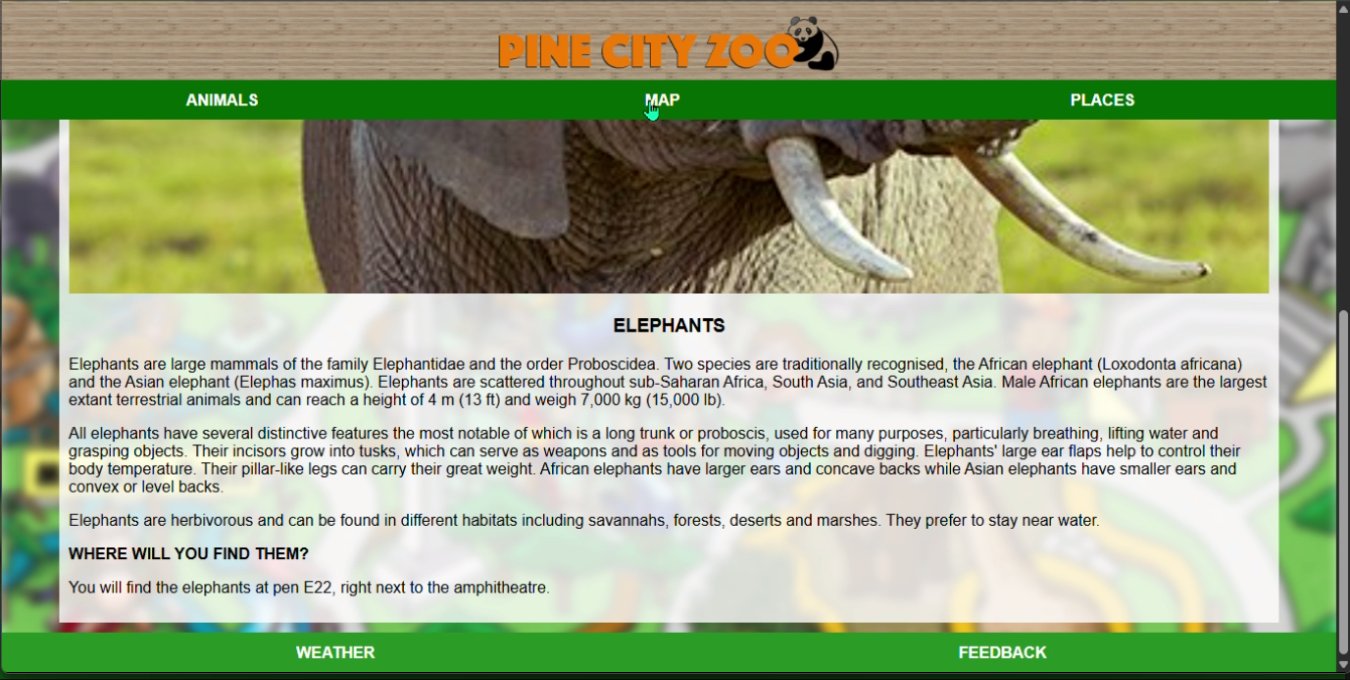 PINE CITY ZOO
ANIMALS
MAP
PLACES
ELEPHANTS
Elephants are large mammals of the family Elephantidae and the order Proboscidea. Two species are traditionally recognised, the African elephant (Loxodonta africana)
and the Asian elephant (Elephas maximus). Elephants are scattered throughout sub-Saharan Africa, South Asia, and Southeast Asia. Male African elephants are the largest
extant terrestrial animals and can reach a height of 4 m (13 ft) and weigh 7,000 kg (15,000 lb).
All elephants have several distinctive features the most notable of which is a long trunk or proboscis, used for many purposes, particularly breathing, lifting water and
grasping objects. Their incisors grow into tusks, which can serve as weapons and as tools for moving objects and digging. Elephants' large ear flaps help to control their
body temperature. Their pillar-like legs can carry their great weight. African elephants have larger ears and concave backs while Asian elephants have smaller ears and
convex or level backs.
Elephants are herbivorous and can be found in different habitats including savannahs, forests, deserts and marshes. They prefer to stay near water.
WHERE WILL YOU FIND THEM?
You will find the elephants at pen E22, right next to the amphitheatre.
WEATHER
FEEDBACK